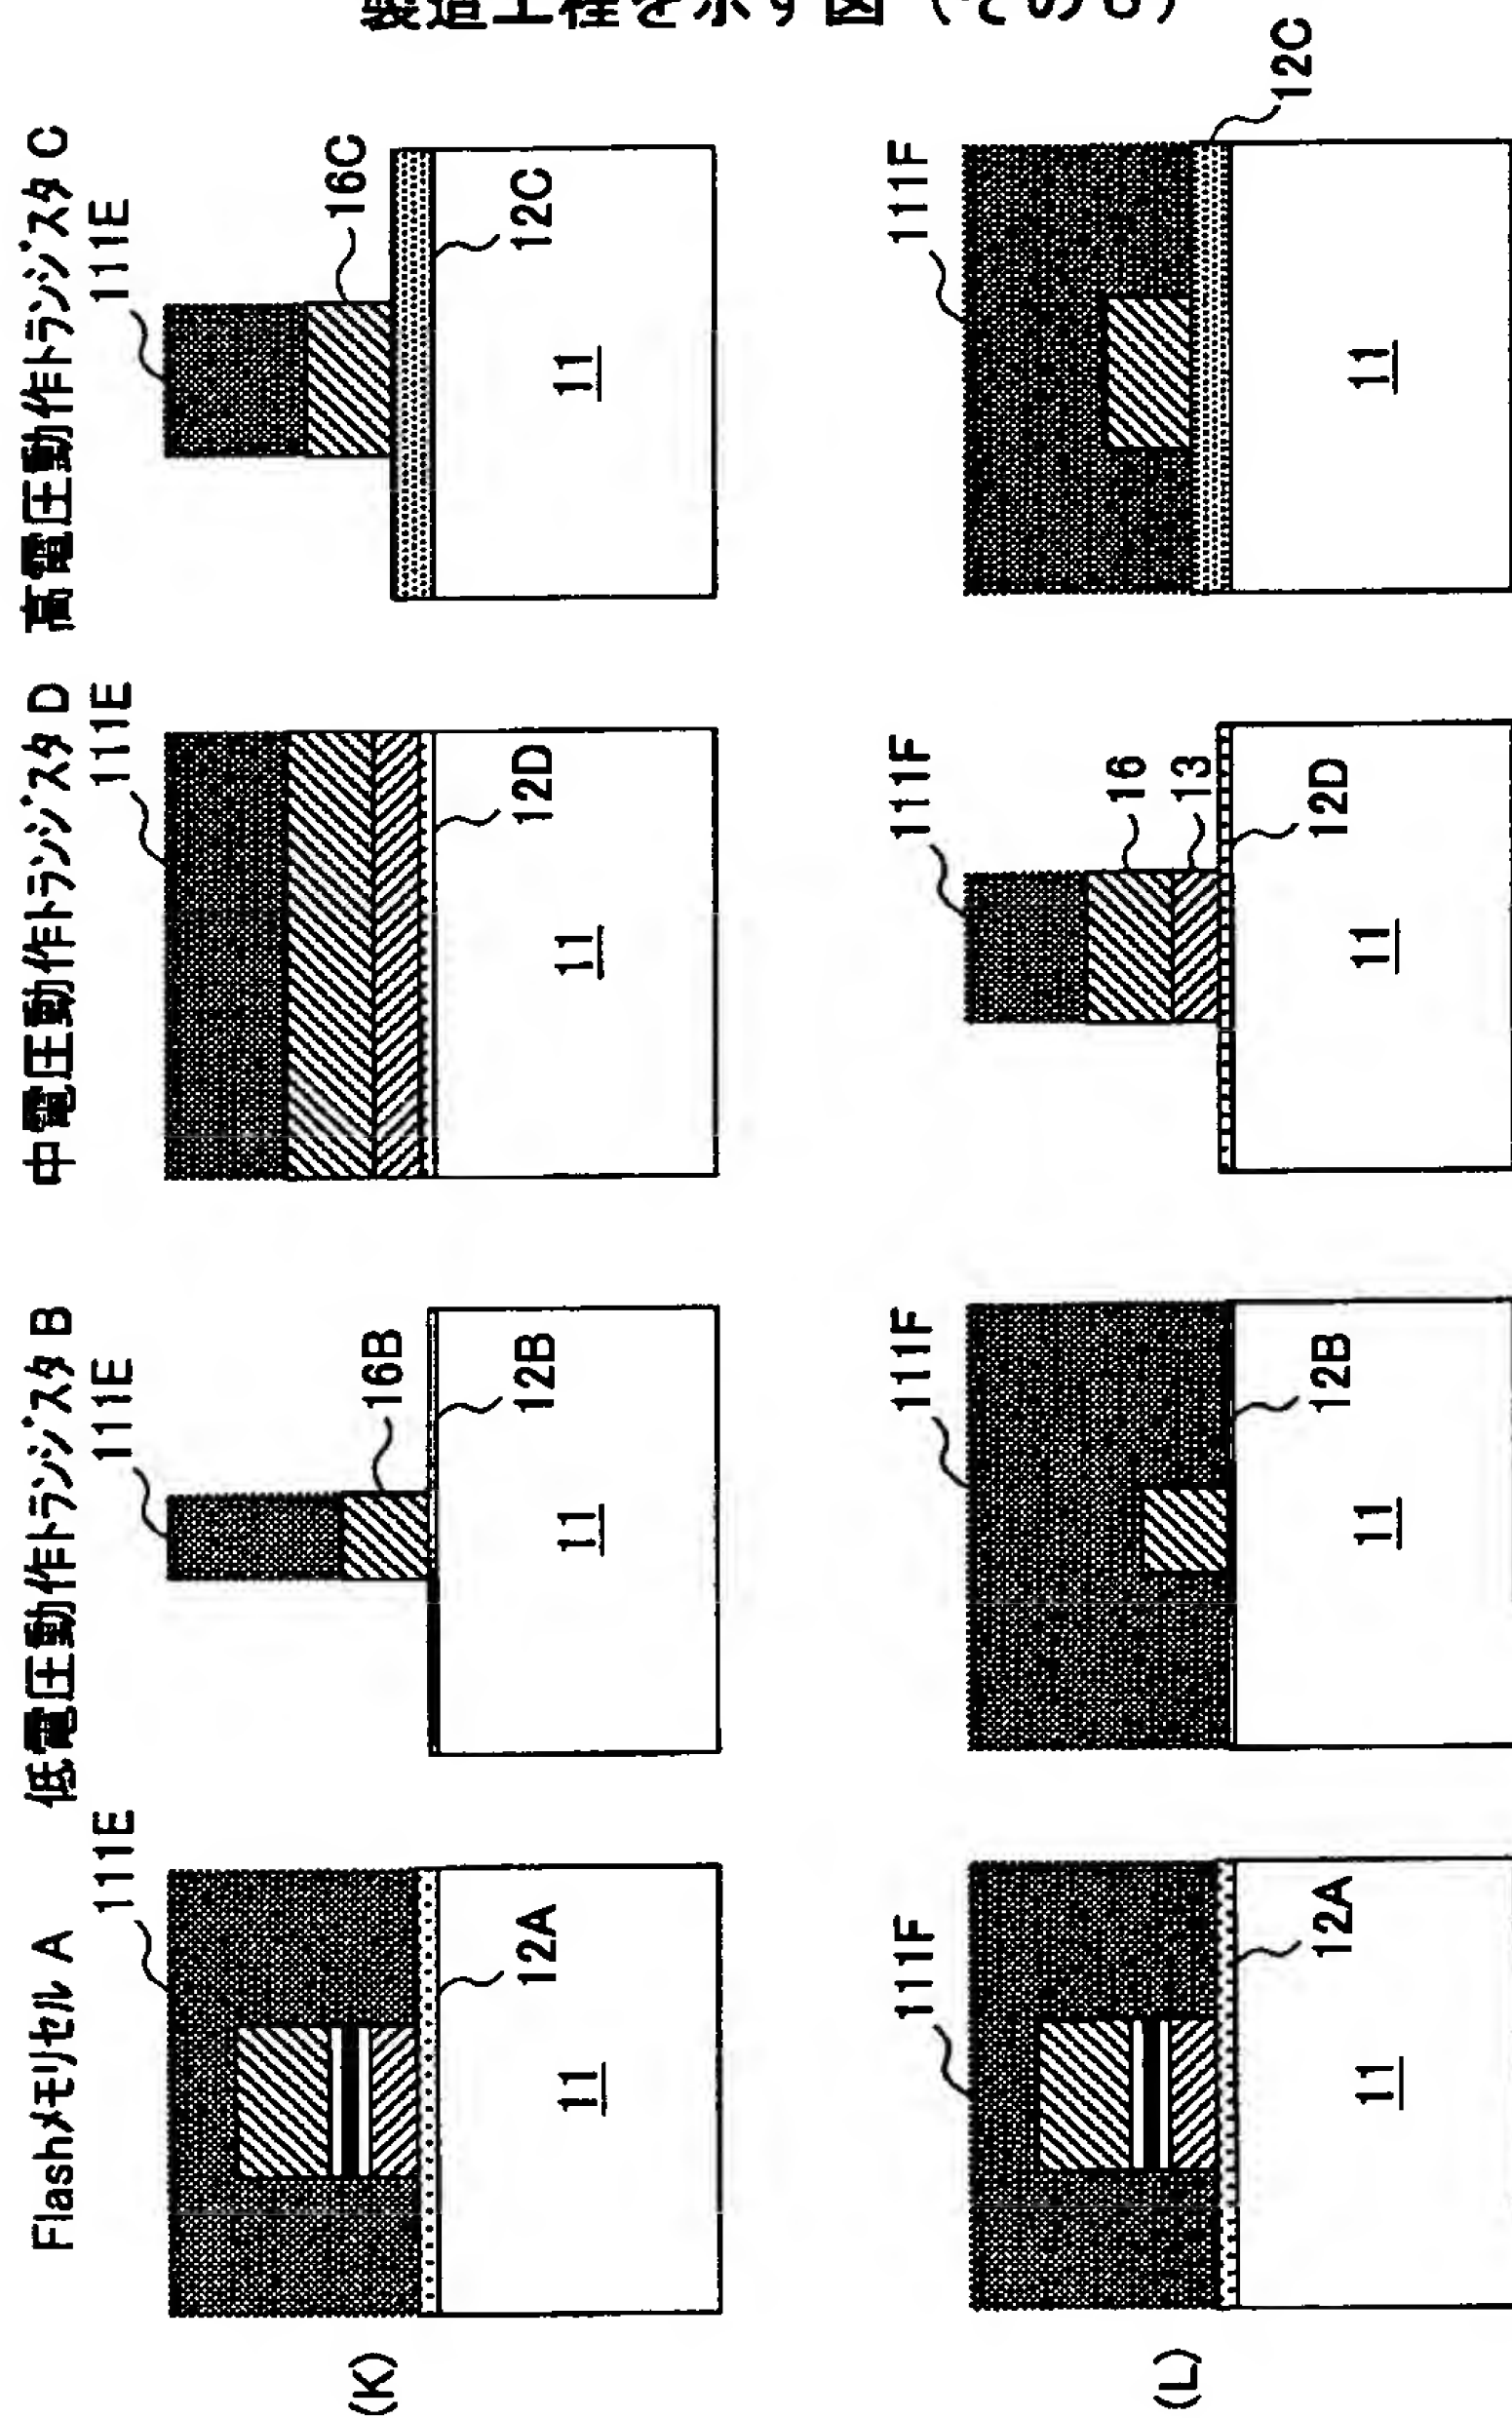 製造工程を示す図（その
Flashメモリセル A 低電圧動作トランジスタ B 中電圧動作トランジスタ D 高電圧動作トランジスタ C
111E 111E 111E 111E
(K) 16B 16C
12A 12B 12D 12C
11 11 11 11
111F 111F 111F 111F
16
(L) 13
12C
12A 12B 12D
11 11 11 11